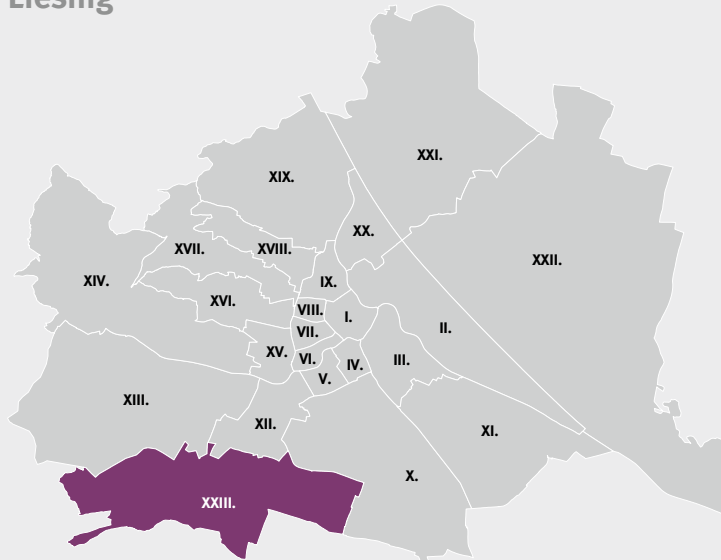 Liesing
XXI.
XIX.
XX.
XVII.
XVIII.
XXII.
XIV.
IX.
XVI.
VIII.
I.
II.
VII.
XV.
VI.
IV.
III.
V.
XIII.
XII.
XI.
X.
XXIII.